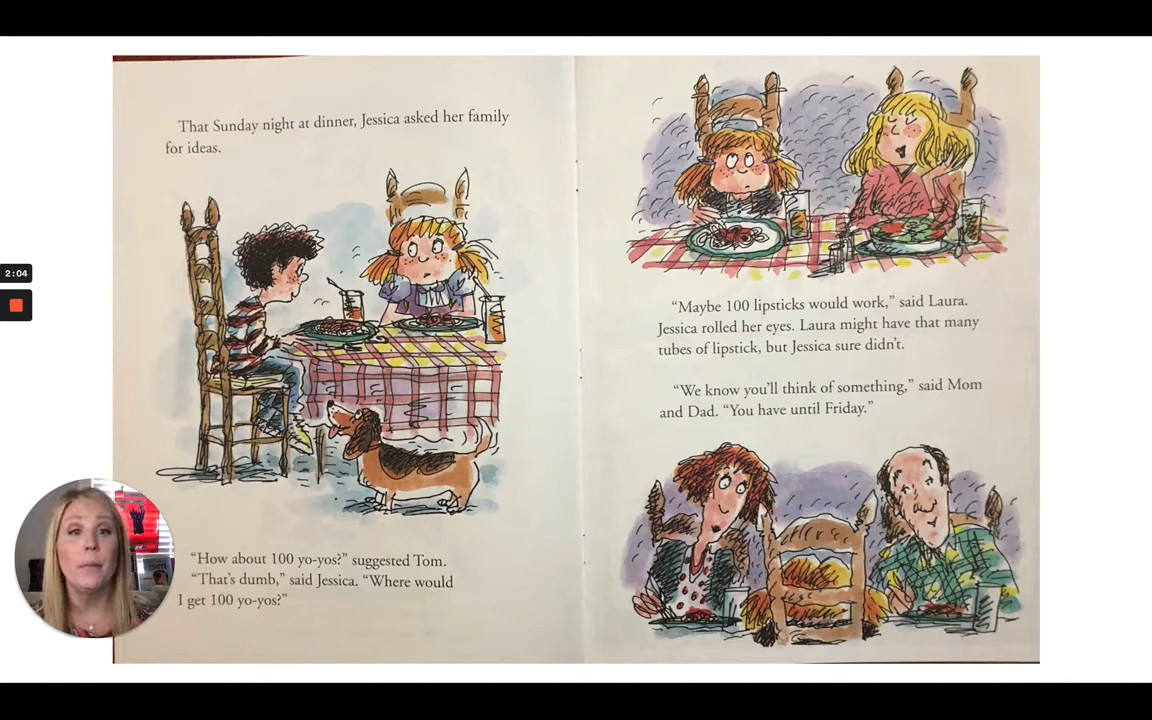 2:04
That Sunday night at dinner, Jessica asked her family
for ideas.
"How about 100 yo-yos?" suggested Tom.
"That's dumb," said Jessica. "Where would
I get 100 yo-yos?"
"Maybe 100 lipsticks would work," said Laura.
Jessica rolled her eyes. Laura might have that many
tubes of lipstick, but Jessica sure didn't.
"We know you'll think of something," said Mom
and Dad. "You have until Friday."